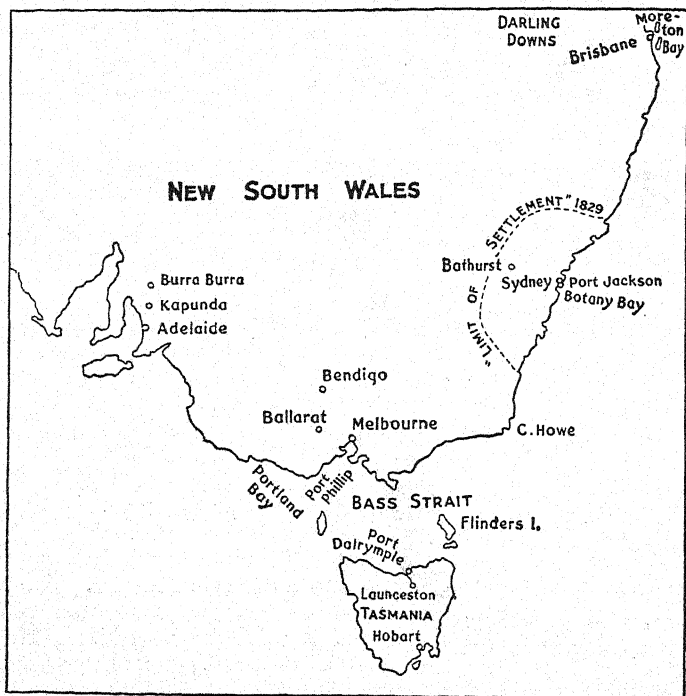 DARLING
DOWNS
More-
ton
Bay
Brisbane
NEW SOUTH WALES
"LIMIT OF SETTLEMENT" 1829
Bathurst
Sydney Port Jackson
Botany Bay
Burra Burra
Kapunda
Adelaide
Bendigo
Ballarat
Melbourne
C. Howe
Portland
Bay
Port
Phillip
BASS STRAIT
Flinders I.
Port
Dalrymple
Launceston
TASMANIA
Hobart